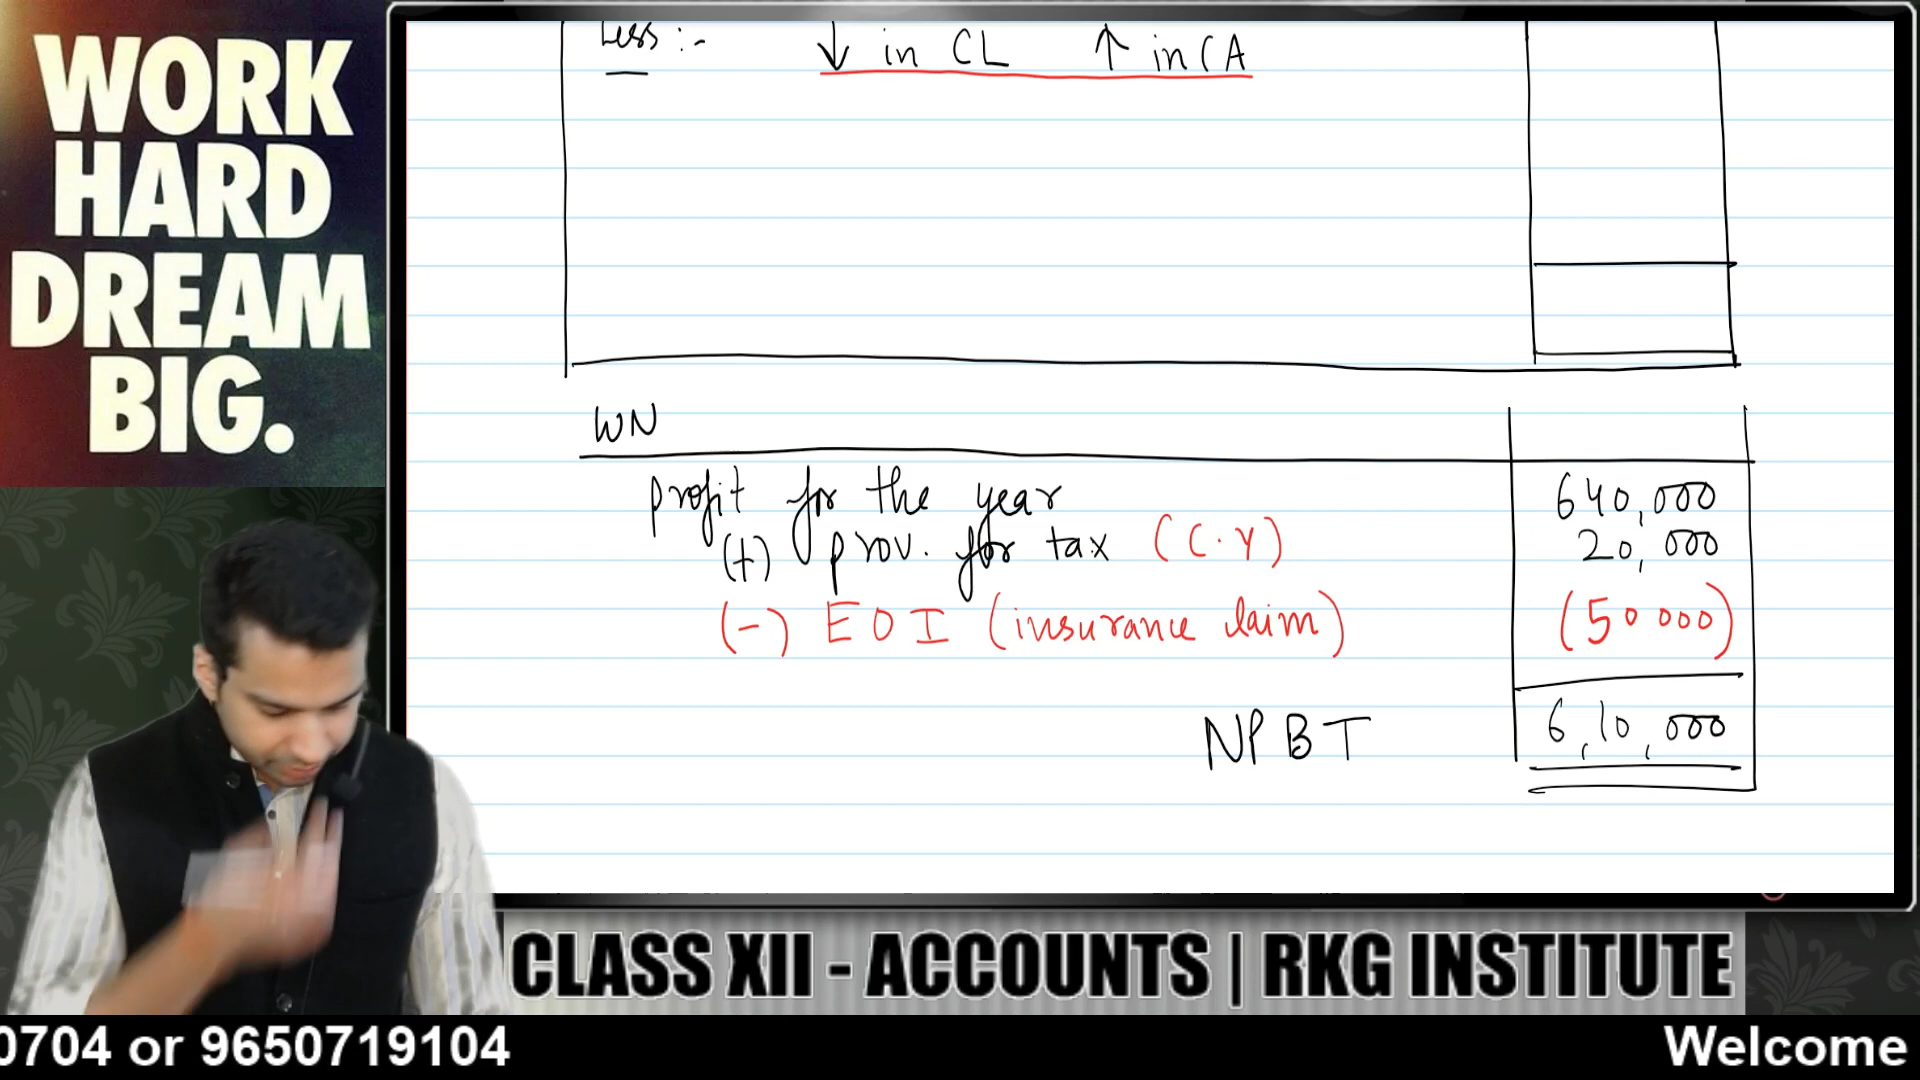 WORK
HARD
DREAM
BIG.
Less :- ↓ in CL ↑ in CA
WN
profit for the year 640,000
(+) prov. for tax (C.Y) 20,000
(-) EOI (insurance claim) (50000)
NPBT 6,10,000
CLASS XII - ACCOUNTS | RKG INSTITUTE
0704 or 9650719104 Welcome